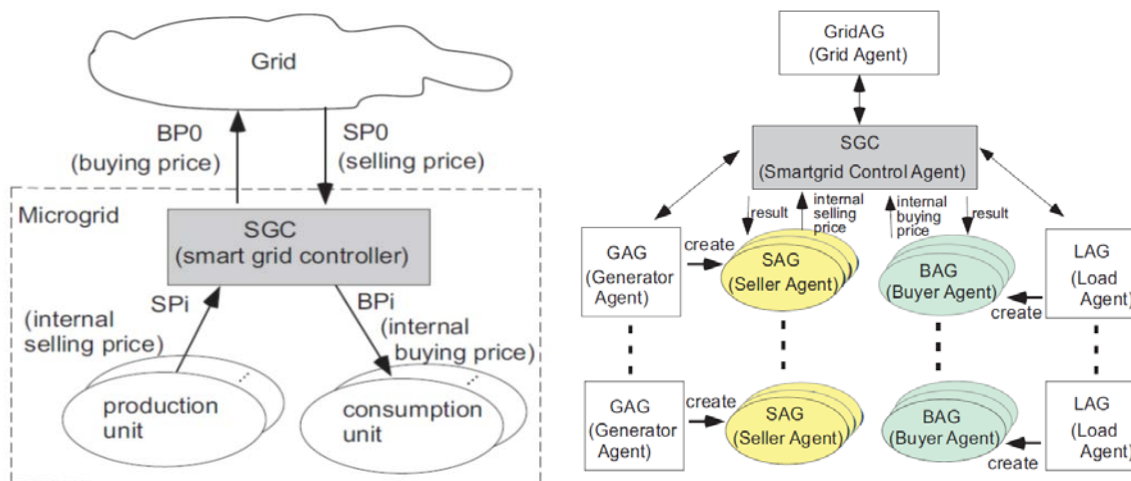 Grid
BP0
(buying price)
SP0
(selling price)
Microgrid
SGC
(smart grid controller)
SPi
(internal
selling price)
BPi
(internal
buying price)
production
unit
consumption
unit
GridAG
(Grid Agent)
SGC
(Smartgrid Control Agent)
result
internal
selling
price
internal
buying
price
result
GAG
(Generator
Agent)
create
SAG
(Seller Agent)
BAG
(Buyer Agent)
create
LAG
(Load
Agent)
GAG
(Generator
Agent)
create
SAG
(Seller Agent)
BAG
(Buyer Agent)
create
LAG
(Load
Agent)